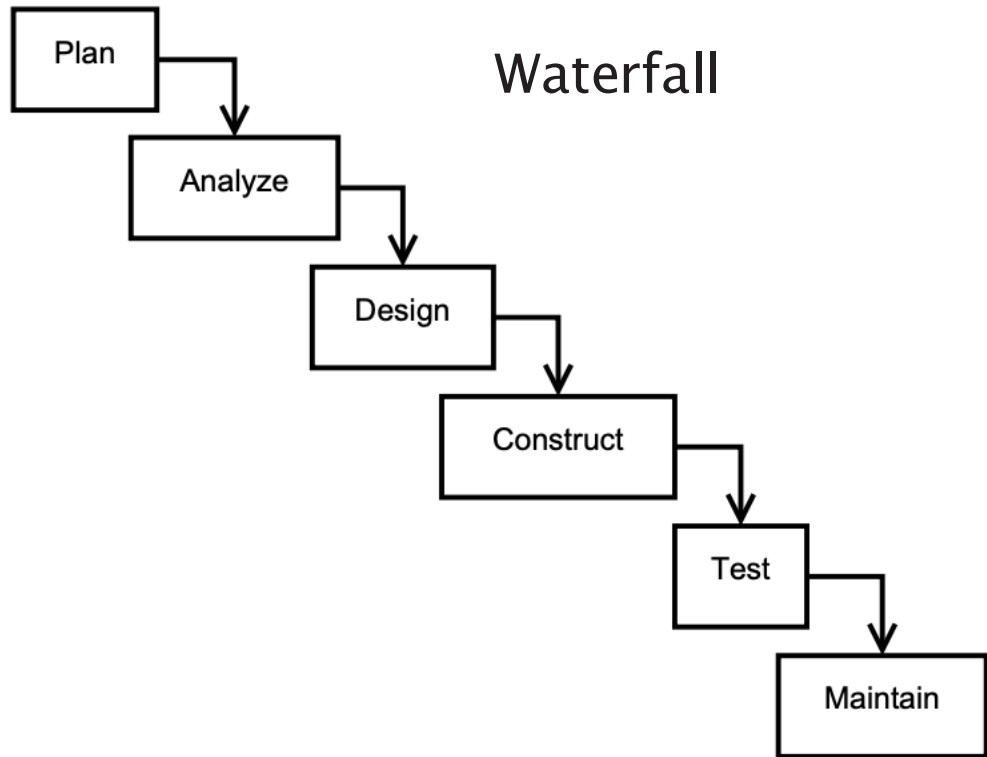 Plan
Waterfall
Analyze
Design
Construct
Test
Maintain